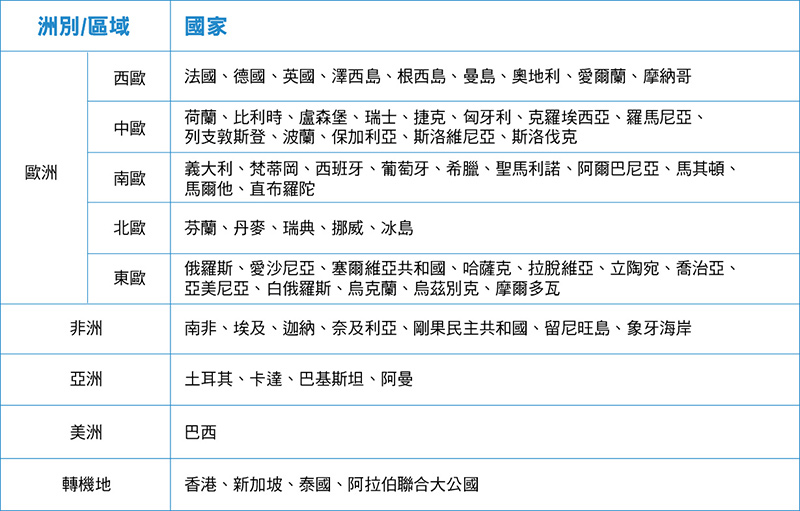 洲別/區域 國家
歐洲
西歐 法國、德國、英國、澤西島、根西島、曼島、奧地利、愛爾蘭、摩納哥
中歐 荷蘭、比利時、盧森堡、瑞士、捷克、匈牙利、克羅埃西亞、羅馬尼亞、
列支敦斯登、波蘭、保加利亞、斯洛維尼亞、斯洛伐克
南歐 義大利、梵蒂岡、西班牙、葡萄牙、希臘、聖馬利諾、阿爾巴尼亞、馬其頓、
馬爾他、直布羅陀
北歐 芬蘭、丹麥、瑞典、挪威、冰島
東歐 俄羅斯、愛沙尼亞、塞爾維亞共和國、哈薩克、拉脫維亞、立陶宛、喬治亞、
亞美尼亞、白俄羅斯、烏克蘭、烏茲別克、摩爾多瓦
非洲 南非、埃及、迦納、奈及利亞、剛果民主共和國、留尼旺島、象牙海岸
亞洲 土耳其、卡達、巴基斯坦、阿曼
美洲 巴西
轉機地 香港、新加坡、泰國、阿拉伯聯合大公國